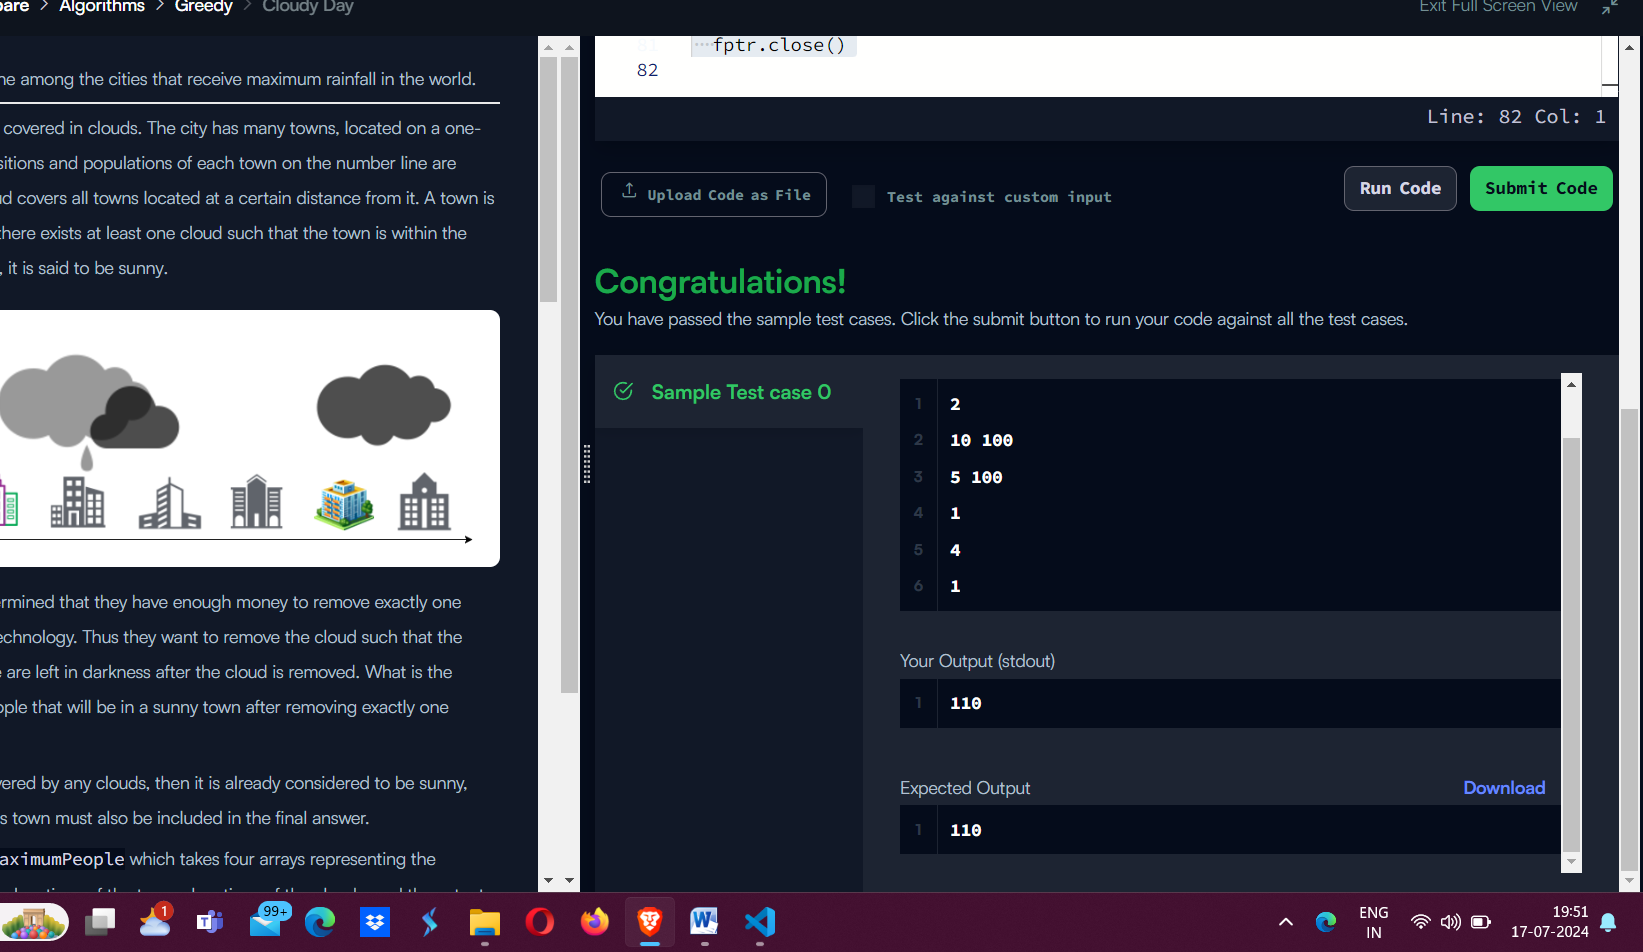 Algorithms > Greedy > Cloudy Day
Exit Full Screen View
among the cities that receive maximum rainfall in the world.
covered in clouds. The city has many towns, located on a one-
and populations of each town on the number line are
covers all towns located at a certain distance from it. A town is
there exists at least one cloud such that the town is within the
, it is said to be sunny.
that they have enough money to remove exactly one
Thus they want to remove the cloud such that the
are left in darkness after the cloud is removed. What is the
that will be in a sunny town after removing exactly one
by any clouds, then it is already considered to be sunny,
town must also be included in the final answer.
aximumPeople which takes four arrays representing the
81 fptr.close()
82
Line: 82 Col: 1
Upload Code as File
Test against custom input
Run Code
Submit Code
Congratulations!
You have passed the sample test cases. Click the submit button to run your code against all the test cases.
Sample Test case 0
1 2
2 10 100
3 5 100
4 1
5 4
6 1
Your Output (stdout)
1 110
Expected Output
Download
1 110
1
99+
ENG
IN
19:51
17-07-2024